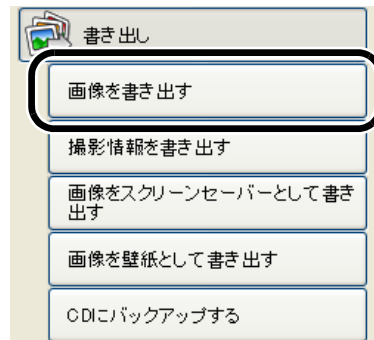 書き出し
画像を書き出す
撮影情報を書き出す
画像をスクリーンセーバーとして書き
出す
画像を壁紙として書き出す
CDにバックアップする